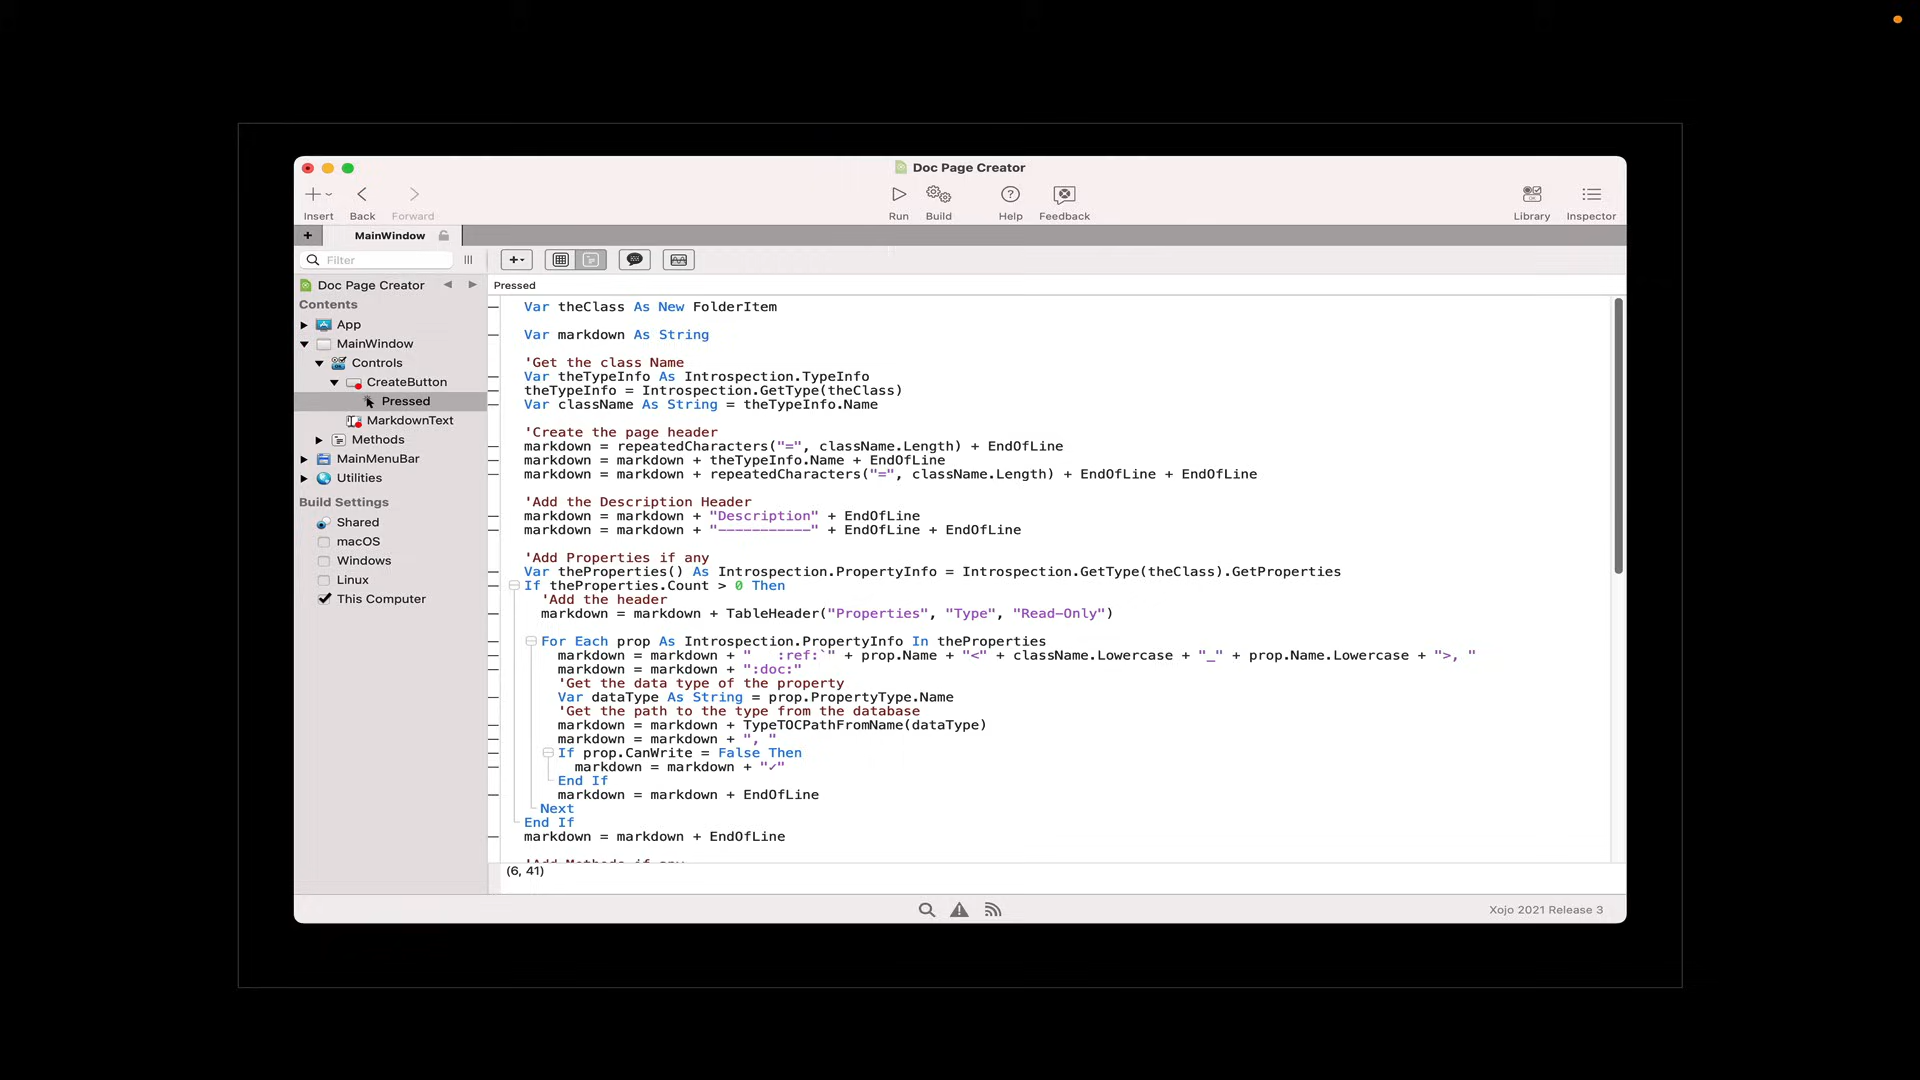 Doc Page Creator
Insert
Back
Forward
Run
Build
Help
Feedback
Library
Inspector
MainWindow
Filter
Doc Page Creator
Contents
App
MainWindow
Controls
CreateButton
Pressed
MarkdownText
Methods
MainMenuBar
Utilities
Build Settings
Shared
macOS
Windows
Linux
This Computer
Pressed
Var theClass As New FolderItem
Var markdown As String
'Get the class Name
Var theTypeInfo As Introspection.TypeInfo
theTypeInfo = Introspection.GetType(theClass)
Var className As String = theTypeInfo.Name
'Create the page header
markdown = repeatedCharacters("=", className.Length) + EndOfLine
markdown = markdown + theTypeInfo.Name + EndOfLine
markdown = markdown + repeatedCharacters("=", className.Length) + EndOfLine + EndOfLine
'Add the Description Header
markdown = markdown + "Description" + EndOfLine
markdown = markdown + "-----------" + EndOfLine + EndOfLine
'Add Properties if any
Var theProperties() As Introspection.PropertyInfo = Introspection.GetType(theClass).GetProperties
If theProperties.Count > 0 Then
'Add the header
markdown = markdown + TableHeader("Properties", "Type", "Read-Only")
For Each prop As Introspection.PropertyInfo In theProperties
markdown = markdown + "   :ref:`" + prop.Name + "<" + className.Lowercase + "_" + prop.Name.Lowercase + ">, "
markdown = markdown + ":doc:"
'Get the data type of the property
Var dataType As String = prop.PropertyType.Name
'Get the path to the type from the database
markdown = markdown + TypeTOCPathFromName(dataType)
markdown = markdown + ", "
If prop.CanWrite = False Then
markdown = markdown + "✓"
End If
markdown = markdown + EndOfLine
Next
End If
markdown = markdown + EndOfLine
'Add Methods if any
(6, 41)
Xojo 2021 Release 3